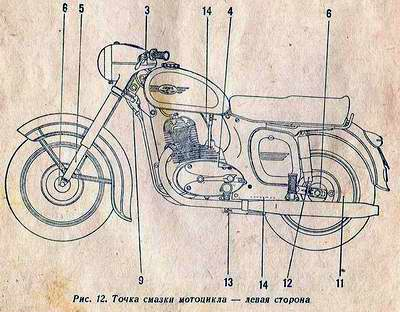 6 5 3 14 4 6
9 13 14 12 11
Рис. 12. Точка смазки мотоцикла — левая сторона